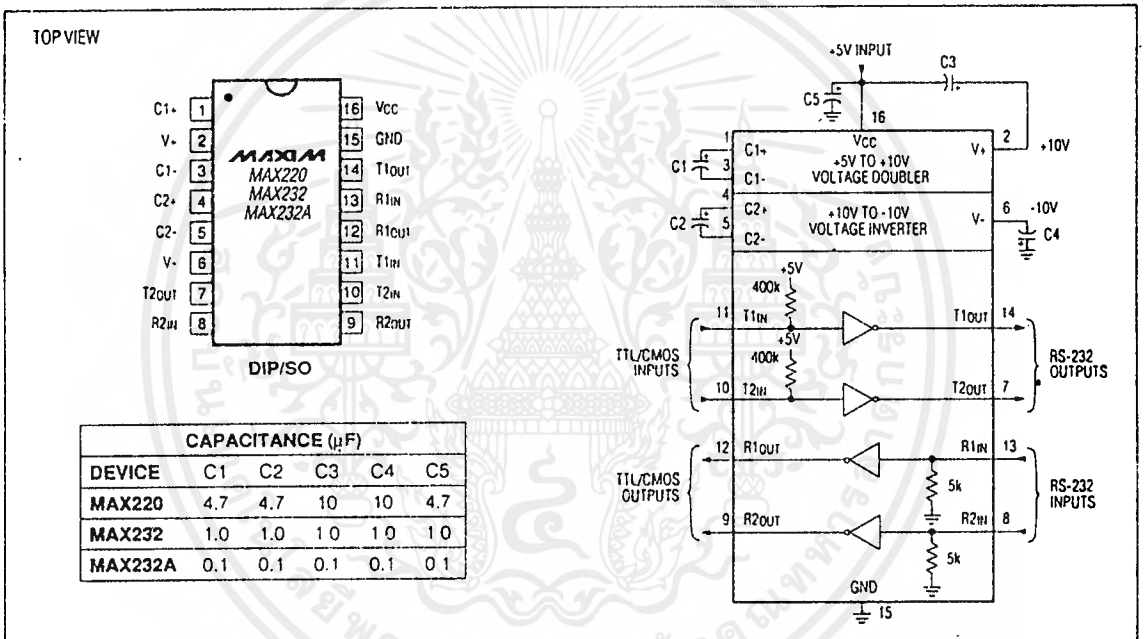 TOP VIEW
C1+ 1
V+ 2
C1- 3
C2+ 4
C2- 5
V- 6
T2OUT 7
R2IN 8
16 VCC
15 GND
14 T1OUT
13 R1IN
12 R1OUT
11 T1IN
10 T2IN
9 R2OUT
MAXIM
MAX220
MAX232
MAX232A
DIP/SO
CAPACITANCE (µF)
DEVICE C1 C2 C3 C4 C5
MAX220 4.7 4.7 10 10 4.7
MAX232 1.0 1.0 1.0 1.0 1.0
MAX232A 0.1 0.1 0.1 0.1 0.1
+5V INPUT
C3
C5
16
VCC
1
C1+
C1
3
C1-
+5V TO +10V
VOLTAGE DOUBLER
V+
2
+10V
4
C2+
C2
5
C2-
+10V TO -10V
VOLTAGE INVERTER
V-
6
-10V
C4
+5V
400k
11 T1IN
T1OUT 14
+5V
400k
TTL/CMOS
INPUTS
10 T2IN
T2OUT 7
RS-232
OUTPUTS
12 R1OUT
R1IN 13
5k
TTL/CMOS
OUTPUTS
9 R2OUT
R2IN 8
5k
RS-232
INPUTS
GND
15